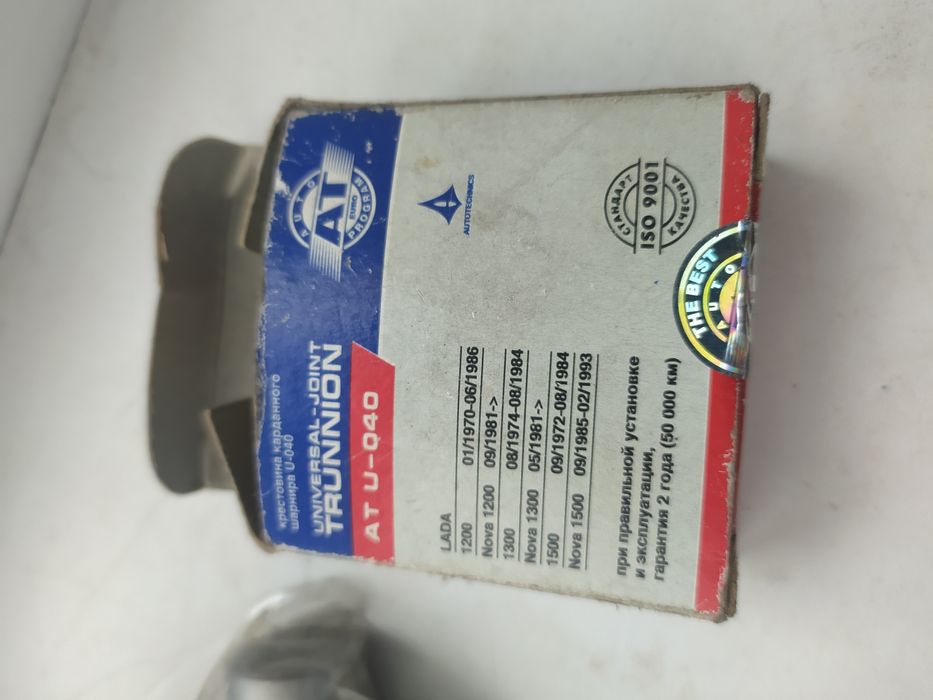 крестовина карданного
шарнира U-040
UNIVERSAL-JOINT
TRUNNION
AT U-040
AUTO
AT
EURO
PROGRAM
AUTOTECHNICS
LADA
1200 01/1970-06/1986
Nova 1200 09/1981->
1300 08/1974-08/1984
Nova 1300 05/1981->
1500 09/1972-08/1984
Nova 1500 09/1985-02/1993
при правильной установке
и эксплуатации,
гарантия 2 года (50 000 км)
СТАНДАРТ
ISO 9001
КАЧЕСТВА
THE BEST
AUTO